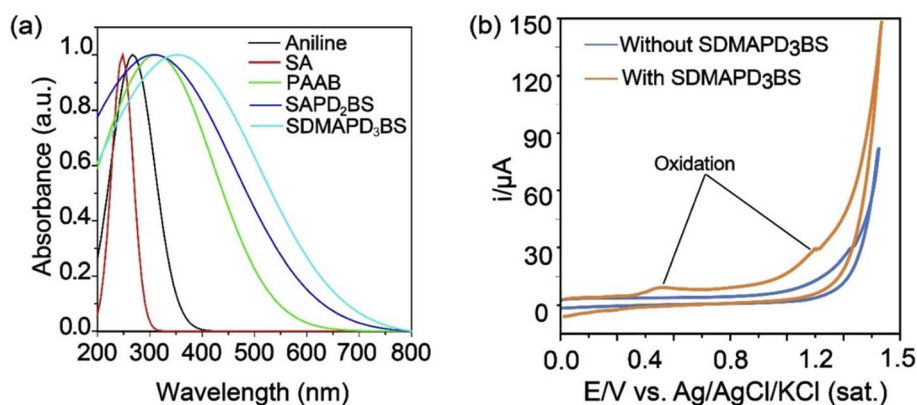 (a)
Absorbance (a.u.)
1.0
0.8
0.6
0.4
0.2
0.0
Aniline
SA
PAAB
SAPD₂BS
SDMAPD₃BS
200 300 400 500 600 700 800
Wavelength (nm)
(b)
i/µA
150
120
90
60
30
0
Without SDMAPD₃BS
With SDMAPD₃BS
Oxidation
0.0 0.4 0.8 1.2 1.5
E/V vs. Ag/AgCl/KCl (sat.)